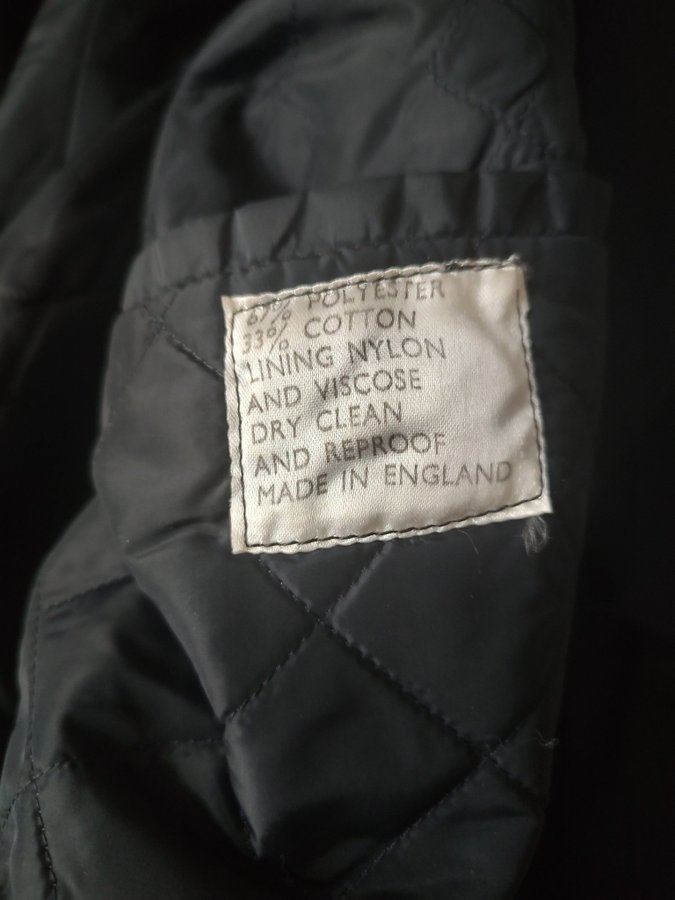 67% POLYESTER
33% COTTON
LINING NYLON
AND VISCOSE
DRY CLEAN
AND REPROOF
MADE IN ENGLAND